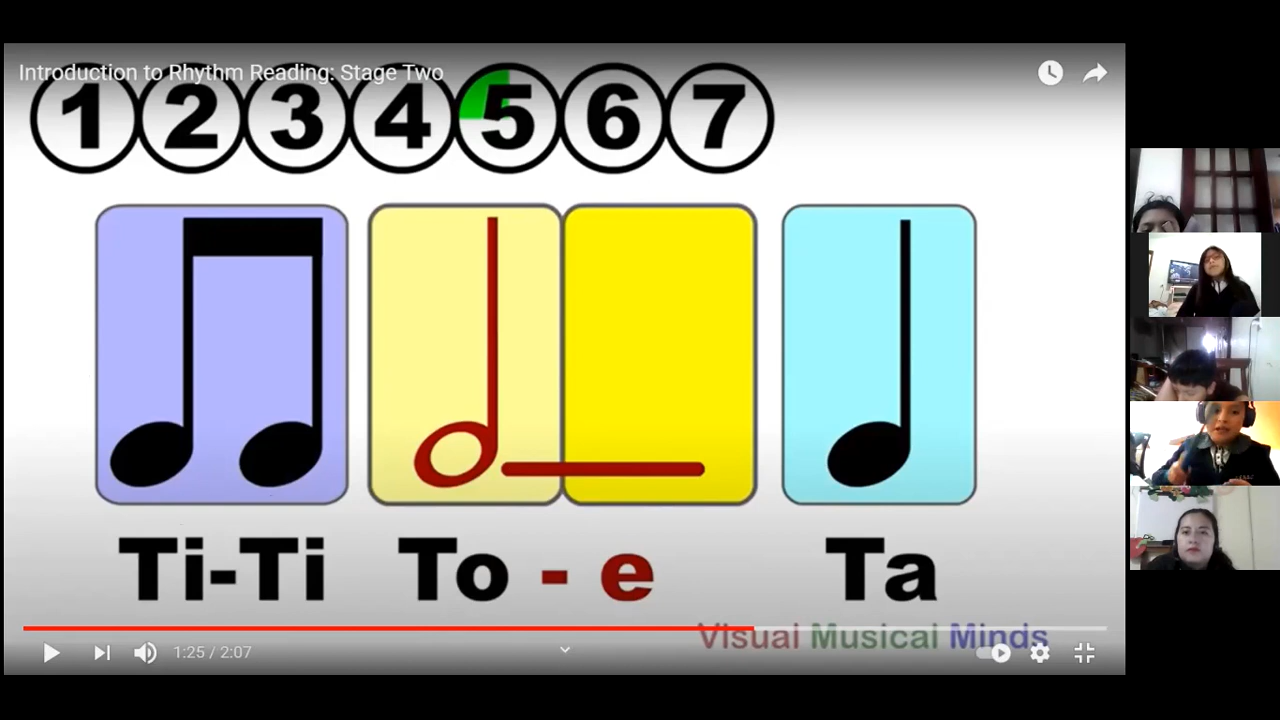 Introduction to Rhythm Reading: Stage Two
1 2 3 4 5 6 7
Ti-Ti To - e Ta
Visual Musical Minds
1:25 / 2:07